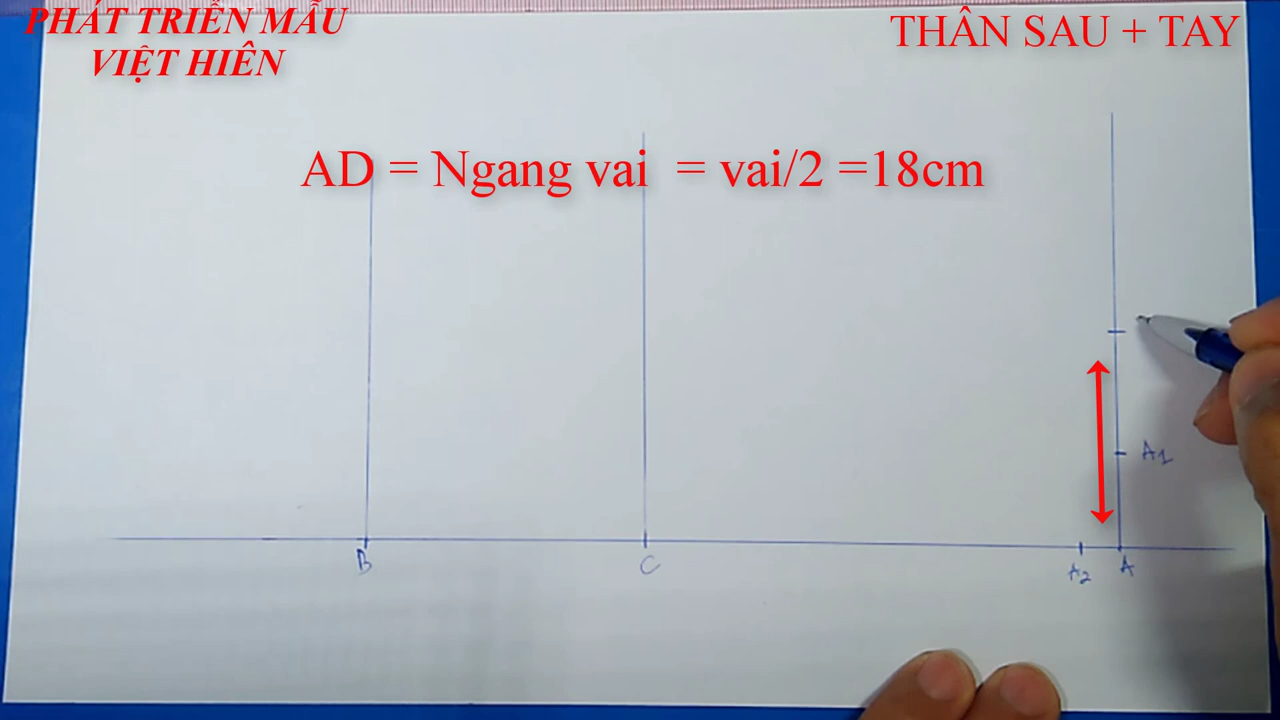 PHÁT TRIỂN MẪU
VIỆT HIÊN
THÂN SAU + TAY
AD = Ngang vai = vai/2 =18cm
A1
B
C
A2
A